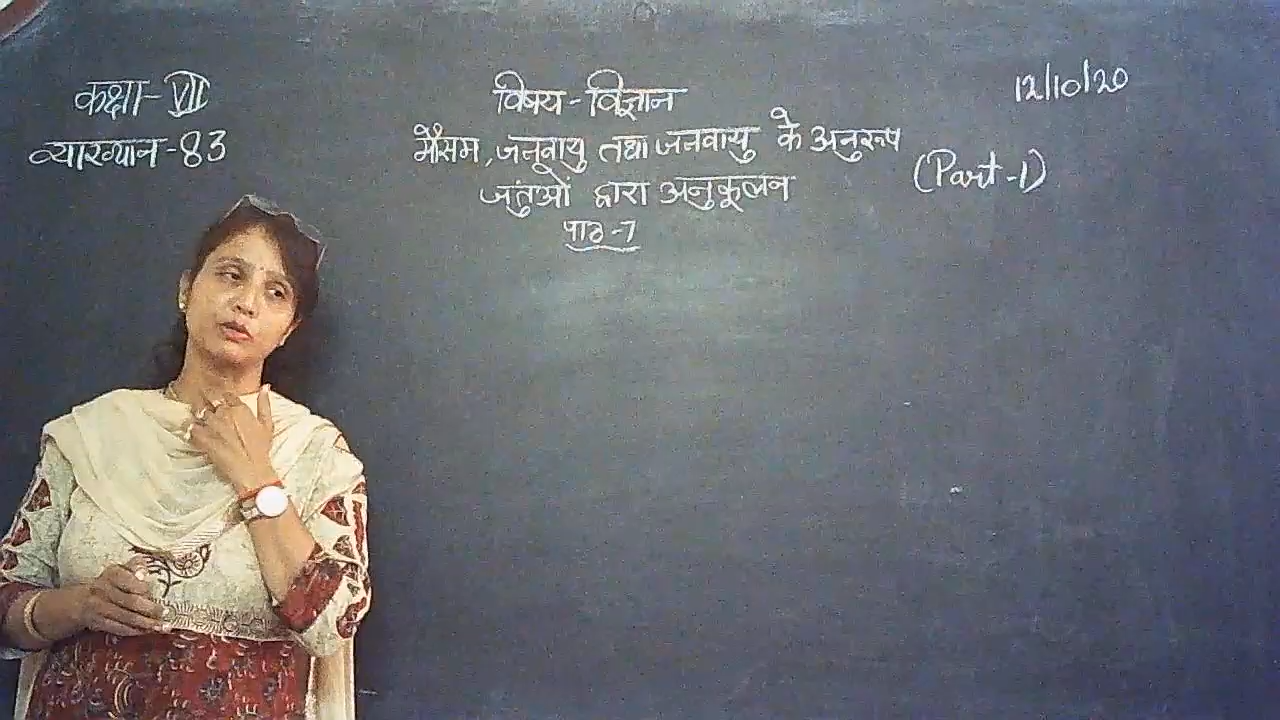 कक्षा-VII
व्याख्यान-83
विषय-विज्ञान
मौसम, जलवायु तथा जलवायु के अनुरूप
जंतुओं द्वारा अनुकूलन
पाठ-7
(Part-1)
12/10/20